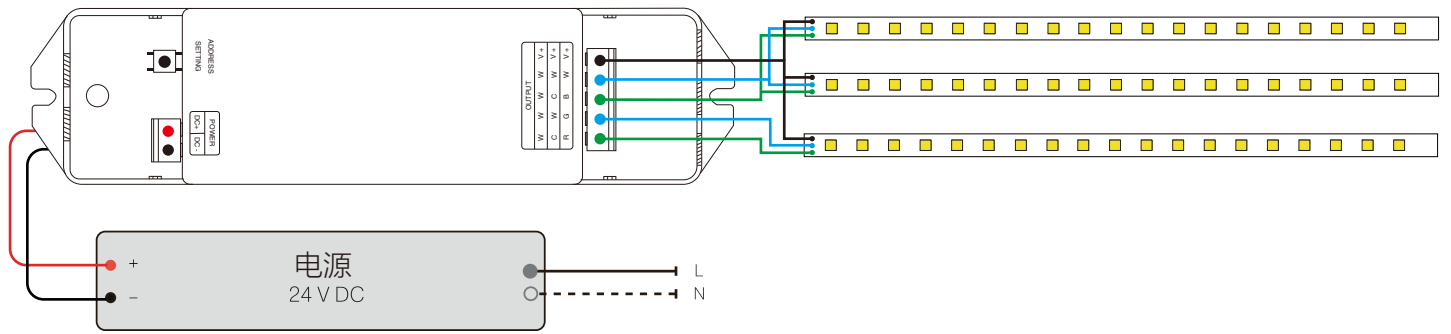 ADDRESS
SETTING
POWER
DC+ DC -
OUTPUT
W W W W V+
C W C W V+
R G B W V+
+
电源
L
–
24 V DC
N